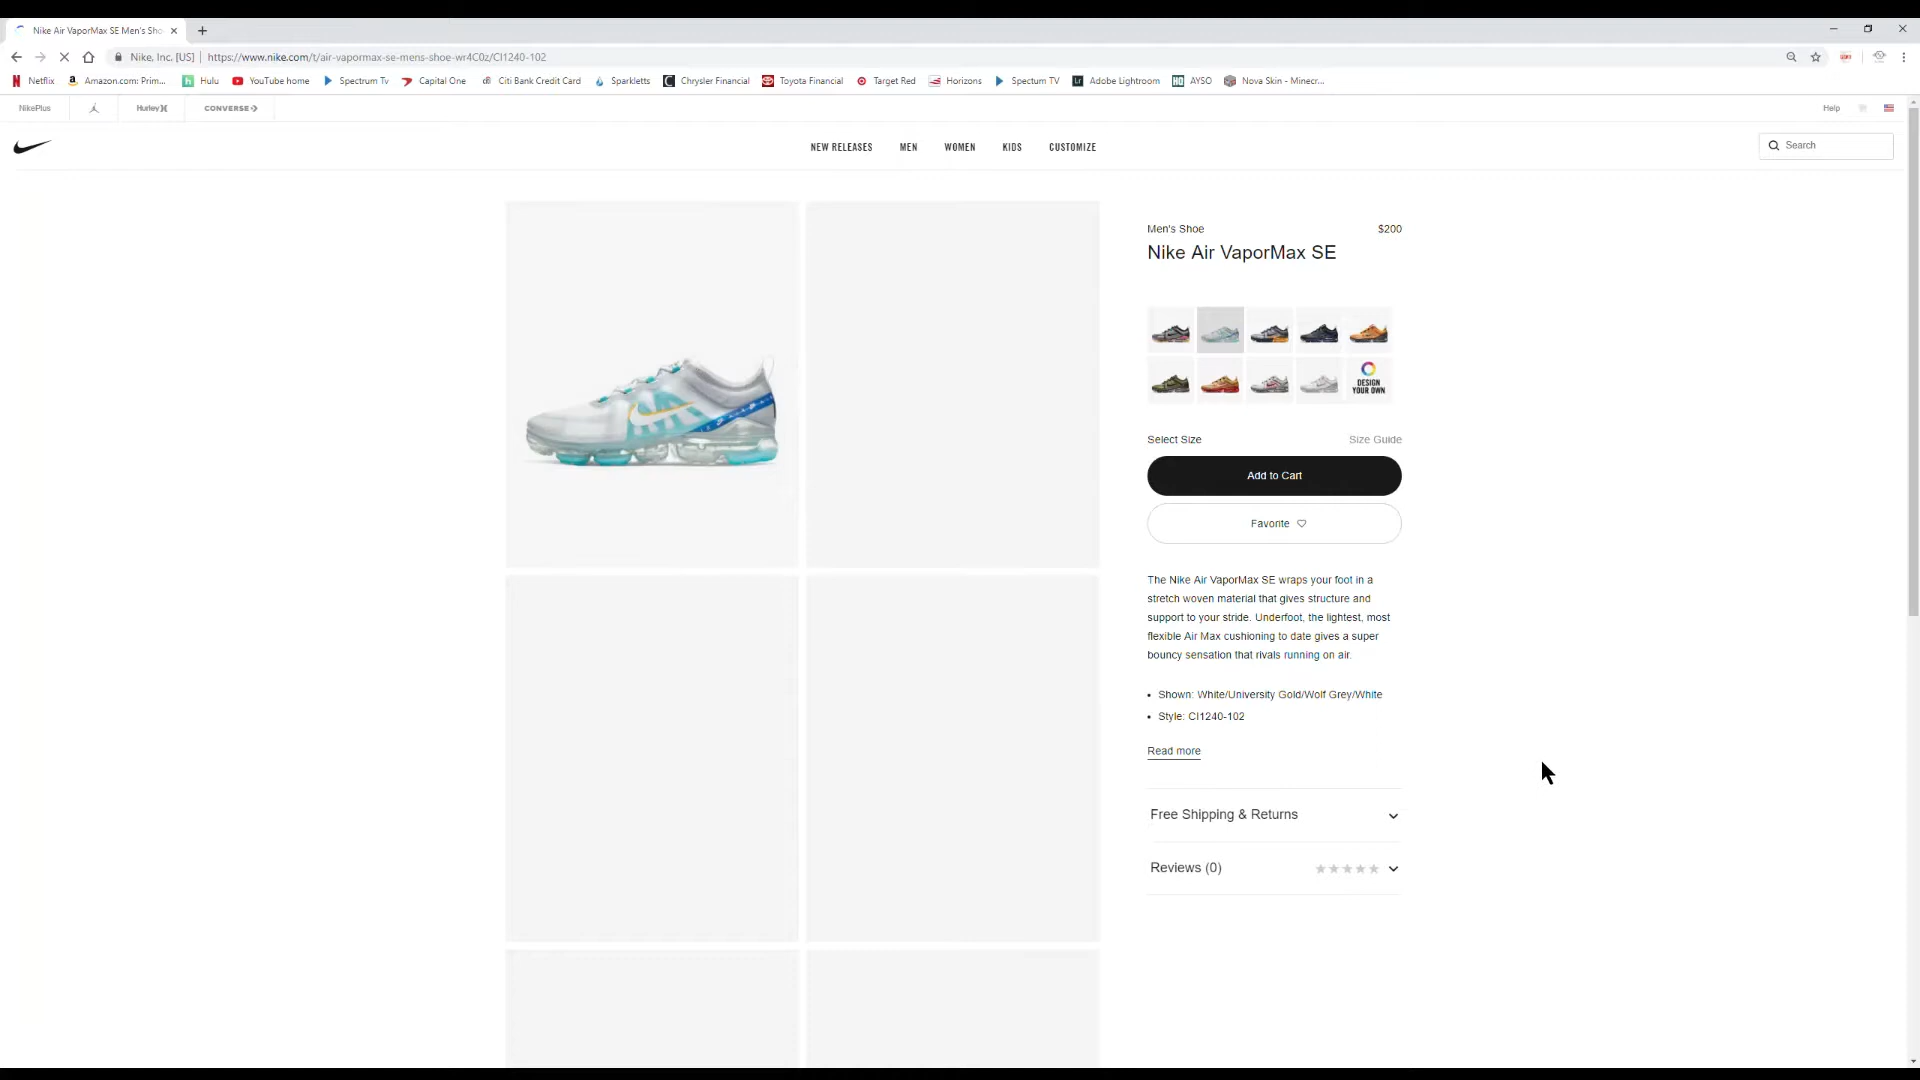 Nike Air VaporMax SE Men's Sho
Nike, Inc. [US] | https://www.nike.com/t/air-vapormax-se-mens-shoe-wr4C0z/CI1240-102
Netflix Amazon.com: Prim... Hulu YouTube home Spectrum Tv Capital One Citi Bank Credit Card Sparkletts Chrysler Financial Toyota Financial Target Red Horizons Spectum TV Adobe Lightroom AYSO Nova Skin - Minecr...
NikePlus Hurley CONVERSE Help
NEW RELEASES MEN WOMEN KIDS CUSTOMIZE Search
Men's Shoe $200
Nike Air VaporMax SE
DESIGN
YOUR OWN
Select Size Size Guide
Add to Cart
Favorite
The Nike Air VaporMax SE wraps your foot in a
stretch woven material that gives structure and
support to your stride. Underfoot, the lightest, most
flexible Air Max cushioning to date gives a super
bouncy sensation that rivals running on air.
• Shown: White/University Gold/Wolf Grey/White
• Style: CI1240-102
Read more
Free Shipping & Returns
Reviews (0)